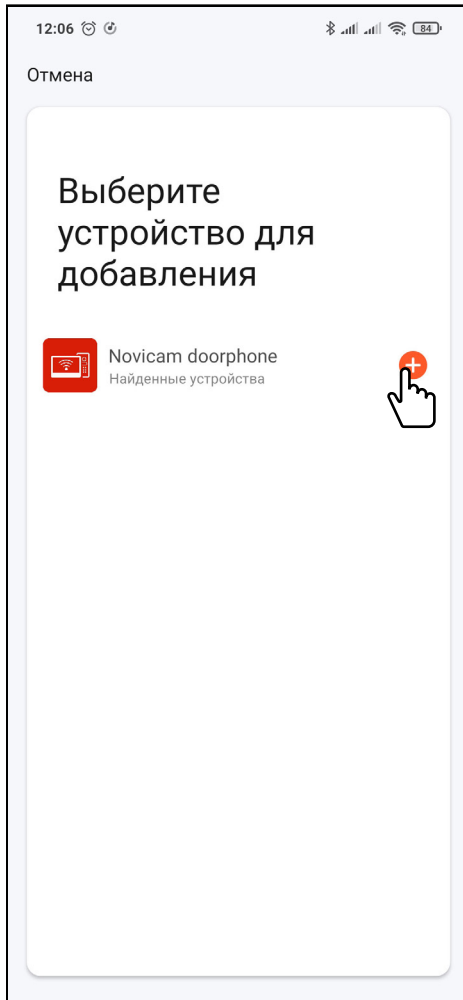 12:06 84
Отмена
Выберите
устройство для
добавления
Novicam doorphone
Найденные устройства